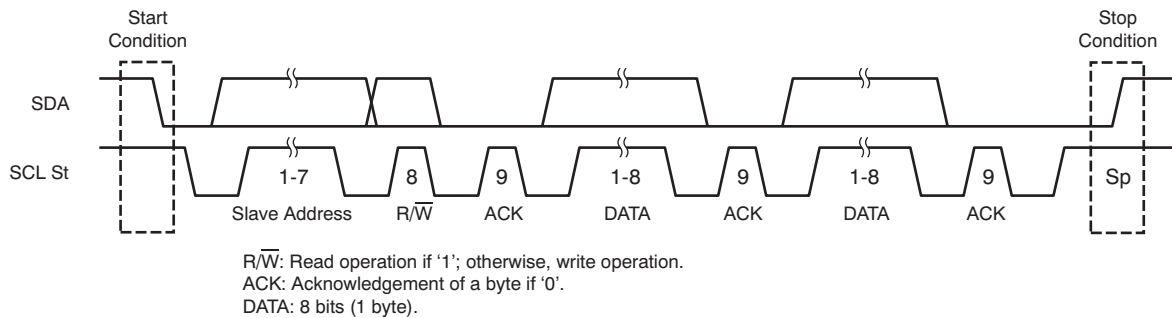 Start
Condition
Stop
Condition
SDA
SCL St
1-7 8 9 1-8 9 1-8 9 Sp
Slave Address R/W̅ ACK DATA ACK DATA ACK
R/W̅: Read operation if ‘1’; otherwise, write operation.
ACK: Acknowledgement of a byte if ‘0’.
DATA: 8 bits (1 byte).